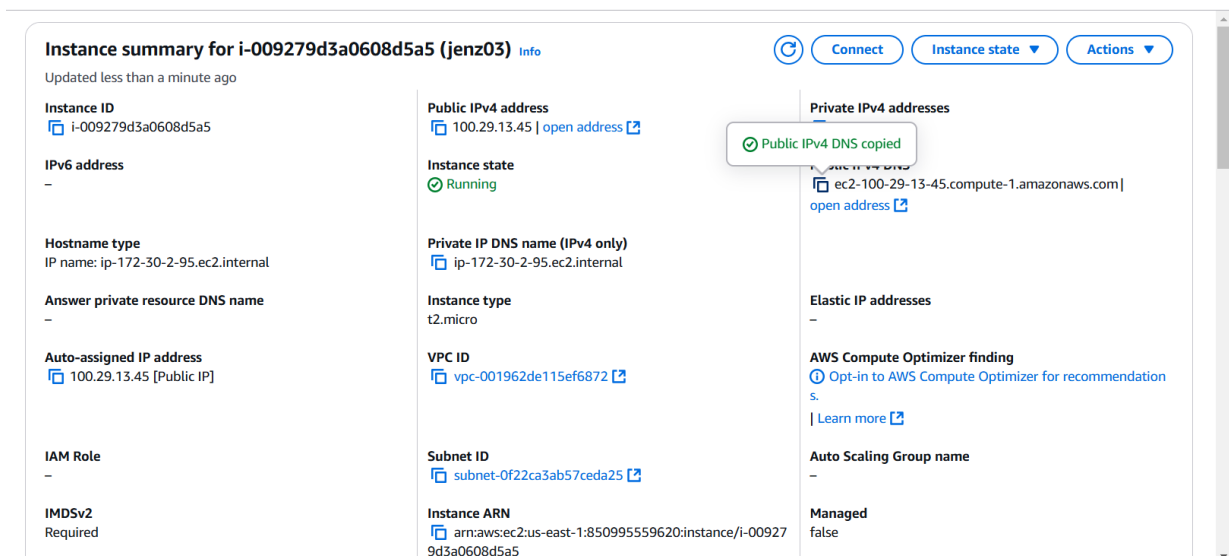 Instance summary for i-009279d3a0608d5a5 (jenz03) Info
Connect
Instance state
Actions
Updated less than a minute ago
Instance ID
i-009279d3a0608d5a5
Public IPv4 address
100.29.13.45 | open address
Private IPv4 addresses
Public IPv4 DNS copied
IPv6 address
–
Instance state
Running
Public IPv4 DNS
ec2-100-29-13-45.compute-1.amazonaws.com |
open address
Hostname type
IP name: ip-172-30-2-95.ec2.internal
Private IP DNS name (IPv4 only)
ip-172-30-2-95.ec2.internal
Answer private resource DNS name
–
Instance type
t2.micro
Elastic IP addresses
–
Auto-assigned IP address
100.29.13.45 [Public IP]
VPC ID
vpc-001962de115ef6872
AWS Compute Optimizer finding
Opt-in to AWS Compute Optimizer for recommendation
s.
| Learn more
IAM Role
–
Subnet ID
subnet-0f22ca3ab57ceda25
Auto Scaling Group name
–
IMDSv2
Required
Instance ARN
arn:aws:ec2:us-east-1:850995559620:instance/i-00927
9d3a0608d5a5
Managed
false